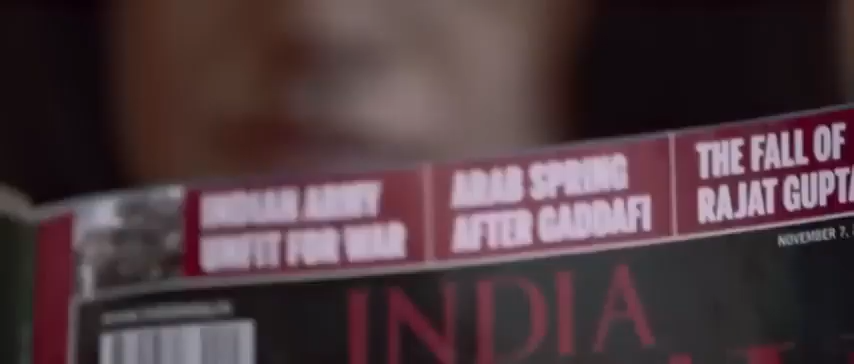 INDIAN ARMY
UNFIT FOR WAR
ARAB SPRING
AFTER GADDAFI
THE FALL OF
RAJAT GUPTA
NOVEMBER 7,
INDIA